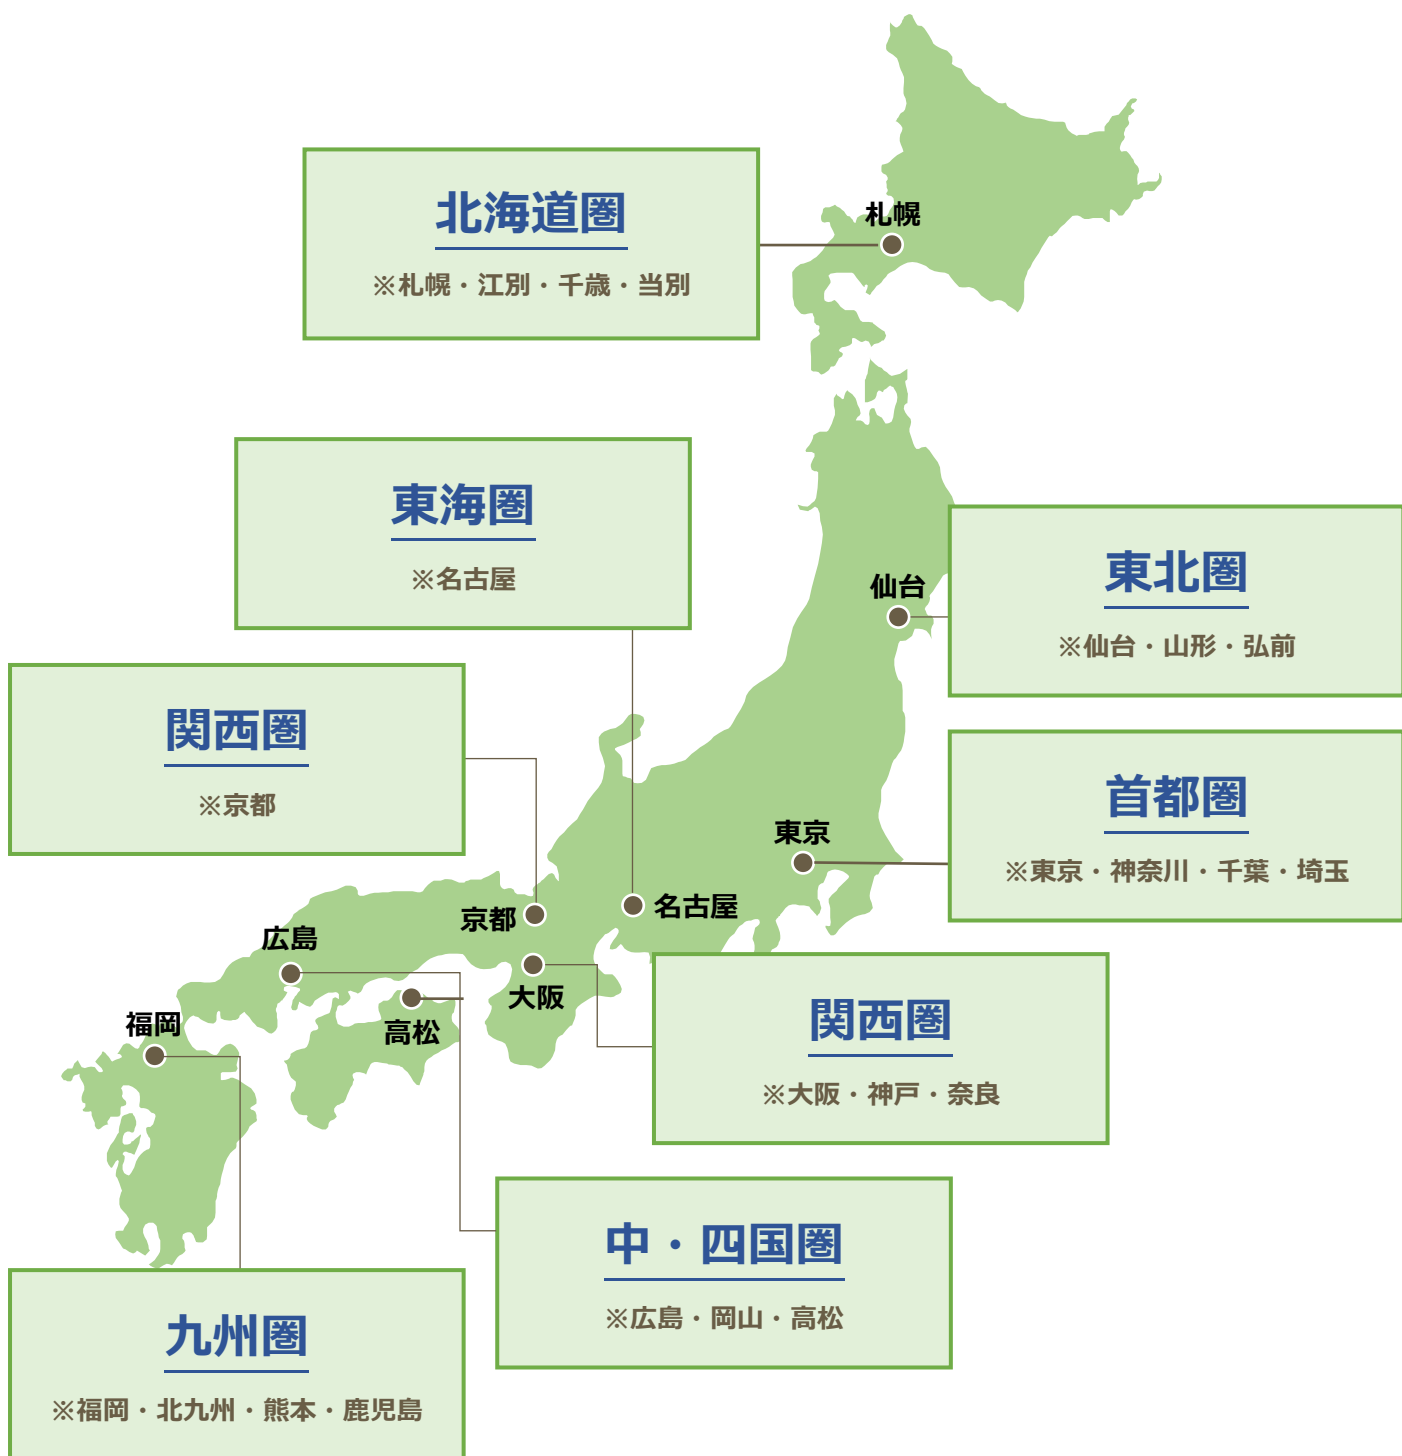 北海道圏
※札幌・江別・千歳・当別
札幌
東海圏
※名古屋
東北圏
※仙台・山形・弘前
仙台
関西圏
※京都
首都圏
※東京・神奈川・千葉・埼玉
東京
名古屋
京都
広島
大阪
高松
福岡
関西圏
※大阪・神戸・奈良
中・四国圏
※広島・岡山・高松
九州圏
※福岡・北九州・熊本・鹿児島